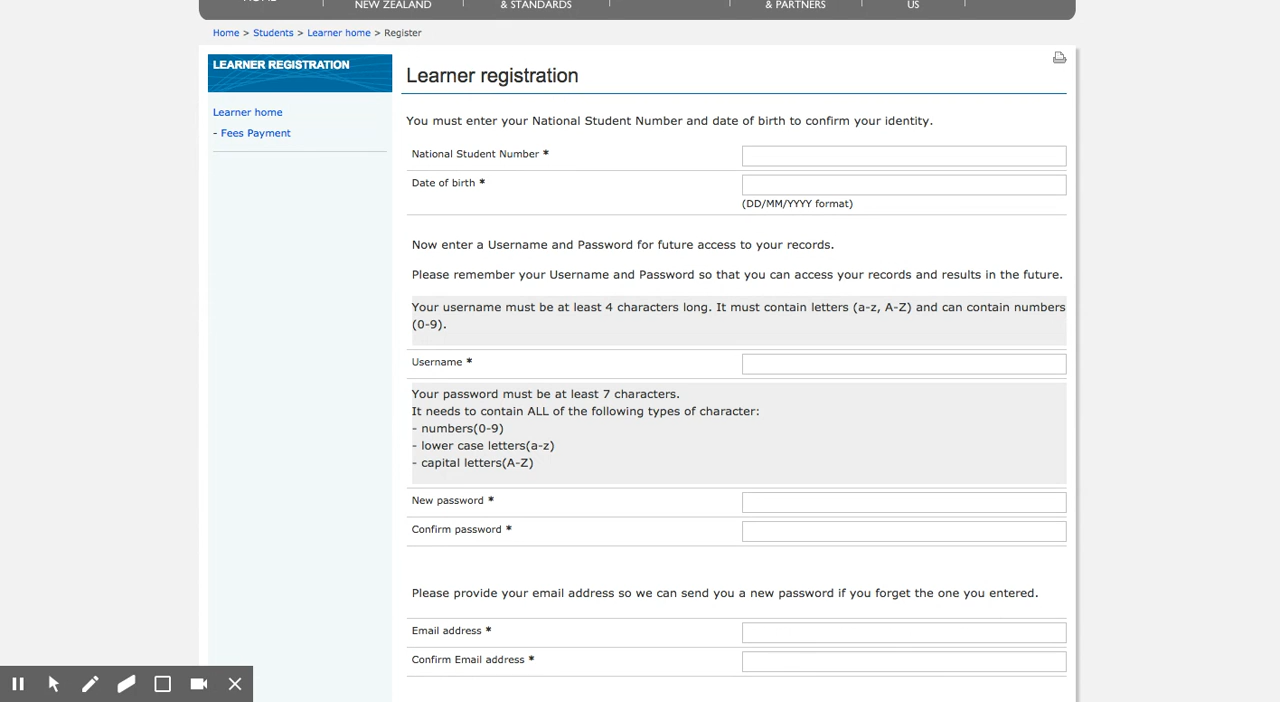 NEW ZEALAND & STANDARDS & PARTNERS US
Home > Students > Learner home > Register
LEARNER REGISTRATION
Learner home
- Fees Payment
Learner registration
You must enter your National Student Number and date of birth to confirm your identity.
National Student Number *
Date of birth *
(DD/MM/YYYY format)
Now enter a Username and Password for future access to your records.
Please remember your Username and Password so that you can access your records and results in the future.
Your username must be at least 4 characters long. It must contain letters (a-z, A-Z) and can contain numbers
(0-9).
Username *
Your password must be at least 7 characters.
It needs to contain ALL of the following types of character:
- numbers(0-9)
- lower case letters(a-z)
- capital letters(A-Z)
New password *
Confirm password *
Please provide your email address so we can send you a new password if you forget the one you entered.
Email address *
Confirm Email address *